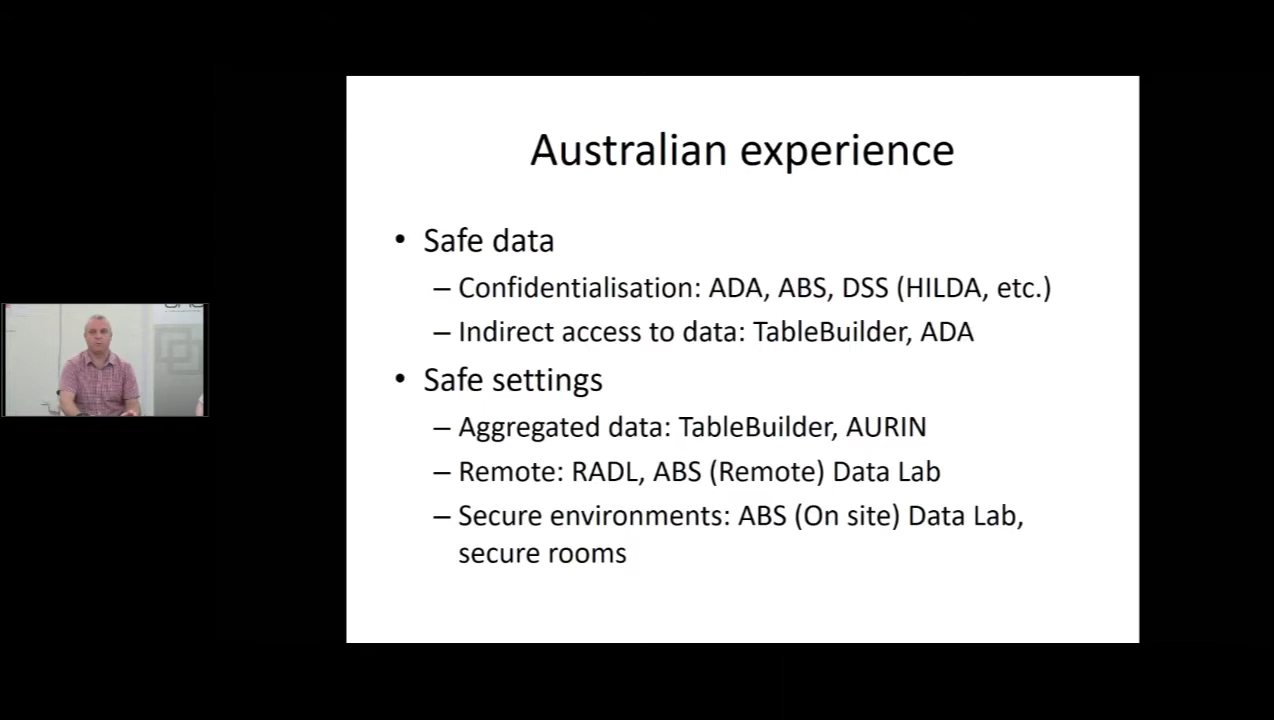 Australian experience
• Safe data
– Confidentialisation: ADA, ABS, DSS (HILDA, etc.)
– Indirect access to data: TableBuilder, ADA
• Safe settings
– Aggregated data: TableBuilder, AURIN
– Remote: RADL, ABS (Remote) Data Lab
– Secure environments: ABS (On site) Data Lab,
secure rooms